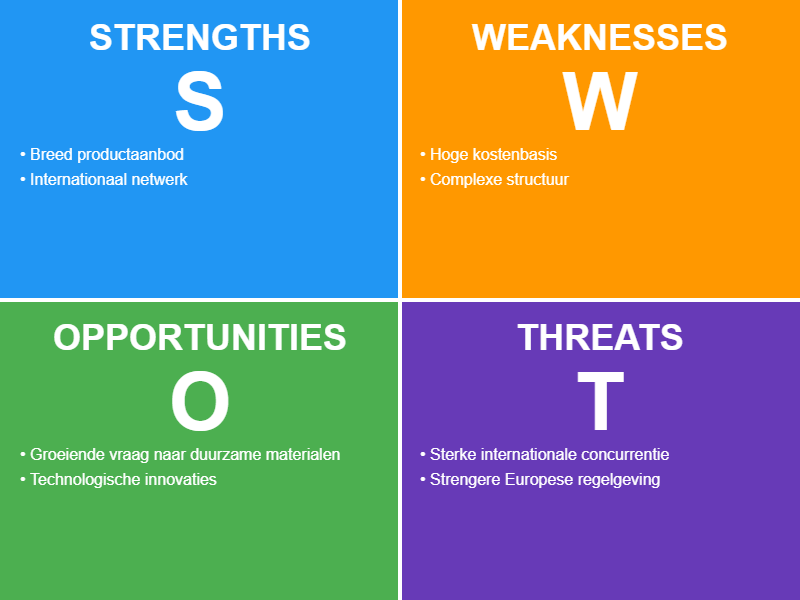 STRENGTHS
S
• Breed productaanbod
• Internationaal netwerk
WEAKNESSES
W
• Hoge kostenbasis
• Complexe structuur
OPPORTUNITIES
O
• Groeiende vraag naar duurzame materialen
• Technologische innovaties
THREATS
T
• Sterke internationale concurrentie
• Strengere Europese regelgeving